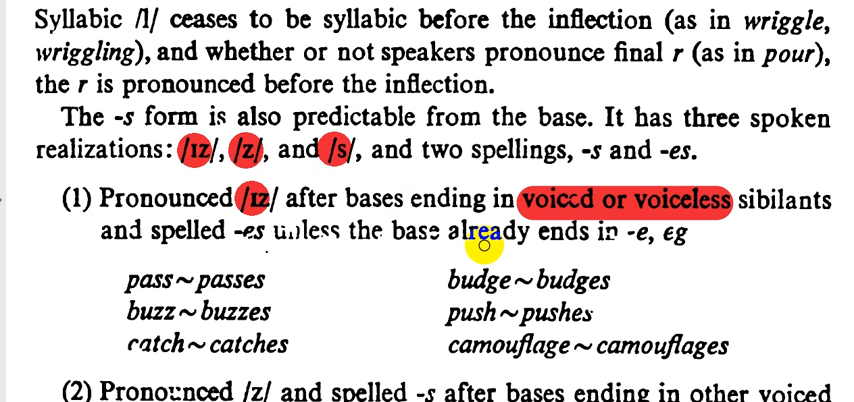 Syllabic /l/ ceases to be syllabic before the inflection (as in wriggle,
wriggling), and whether or not speakers pronounce final r (as in pour),
the r is pronounced before the inflection.
The -s form is also predictable from the base. It has three spoken
realizations: /ɪz/, /z/, and /s/, and two spellings, -s and -es.
(1) Pronounced /ɪz/ after bases ending in voiced or voiceless sibilants
and spelled -es unless the base already ends in -e, eg
pass ~ passes budge ~ budges
buzz ~ buzzes push ~ pushes
catch ~ catches camouflage ~ camouflages
(2) Pronounced /z/ and spelled -s after bases ending in other voiced